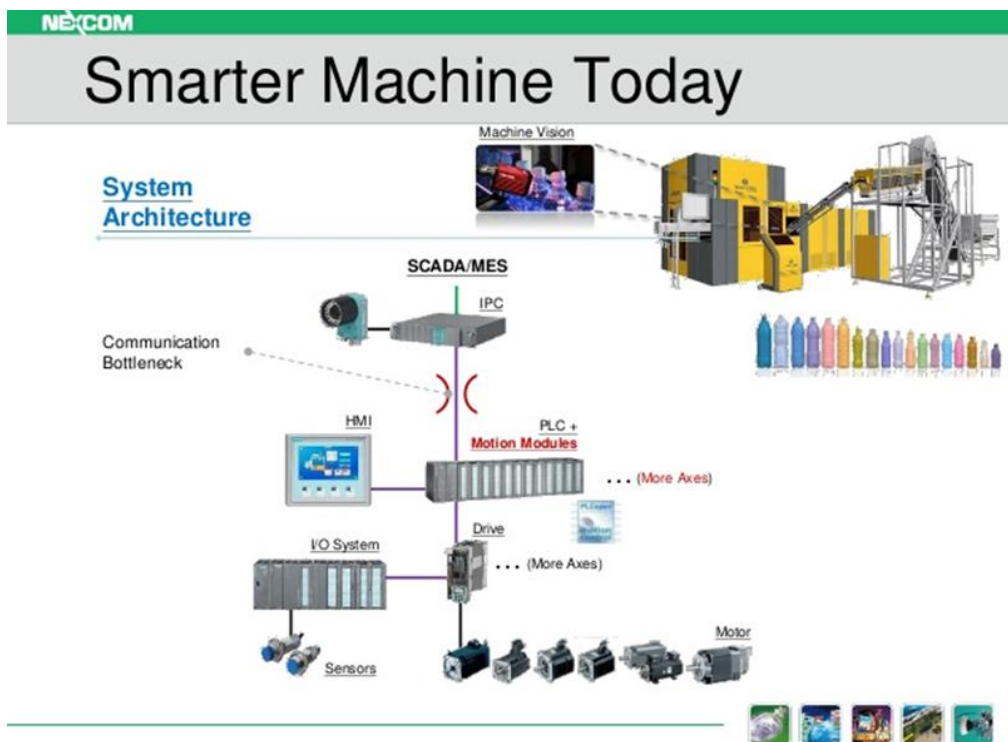 NEXCOM
Smarter Machine Today
Machine Vision
System
Architecture
SCADA/MES
IPC
Communication
Bottleneck
HMI
PLC +
Motion Modules
... (More Axes)
Drive
I/O System
... (More Axes)
Motor
Sensors